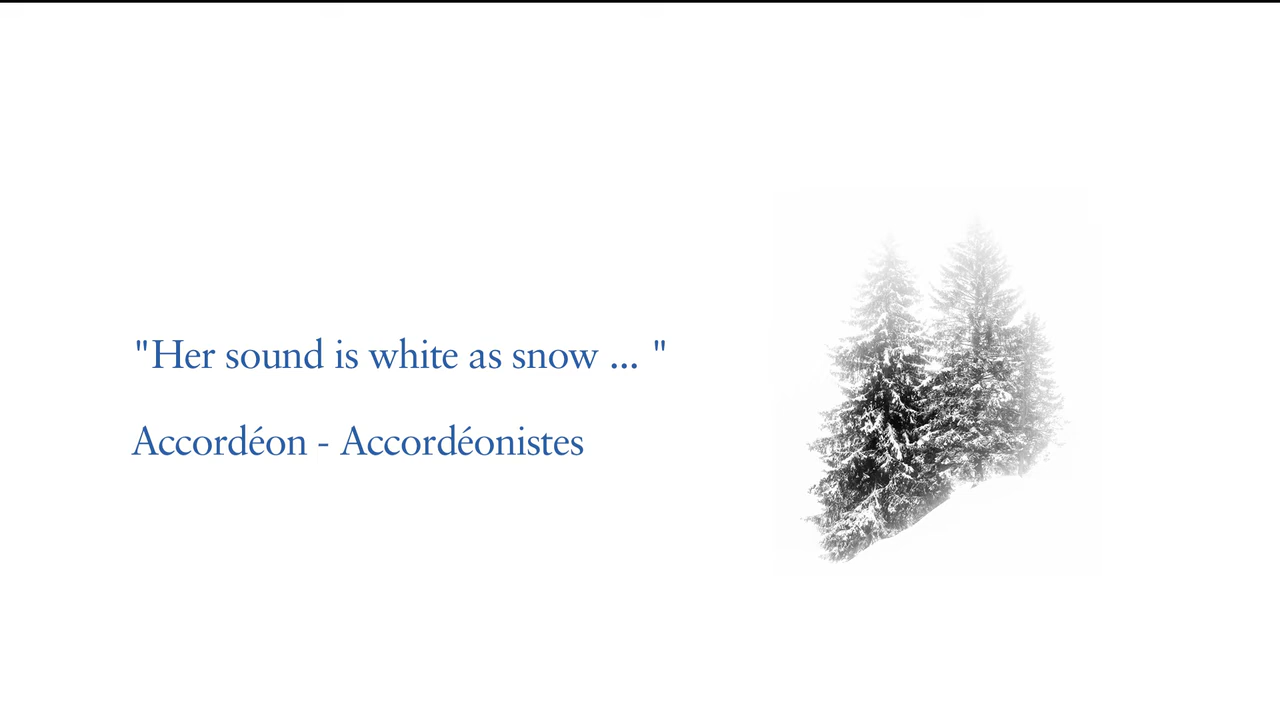 "Her sound is white as snow ... "
Accordéon - Accordéonistes